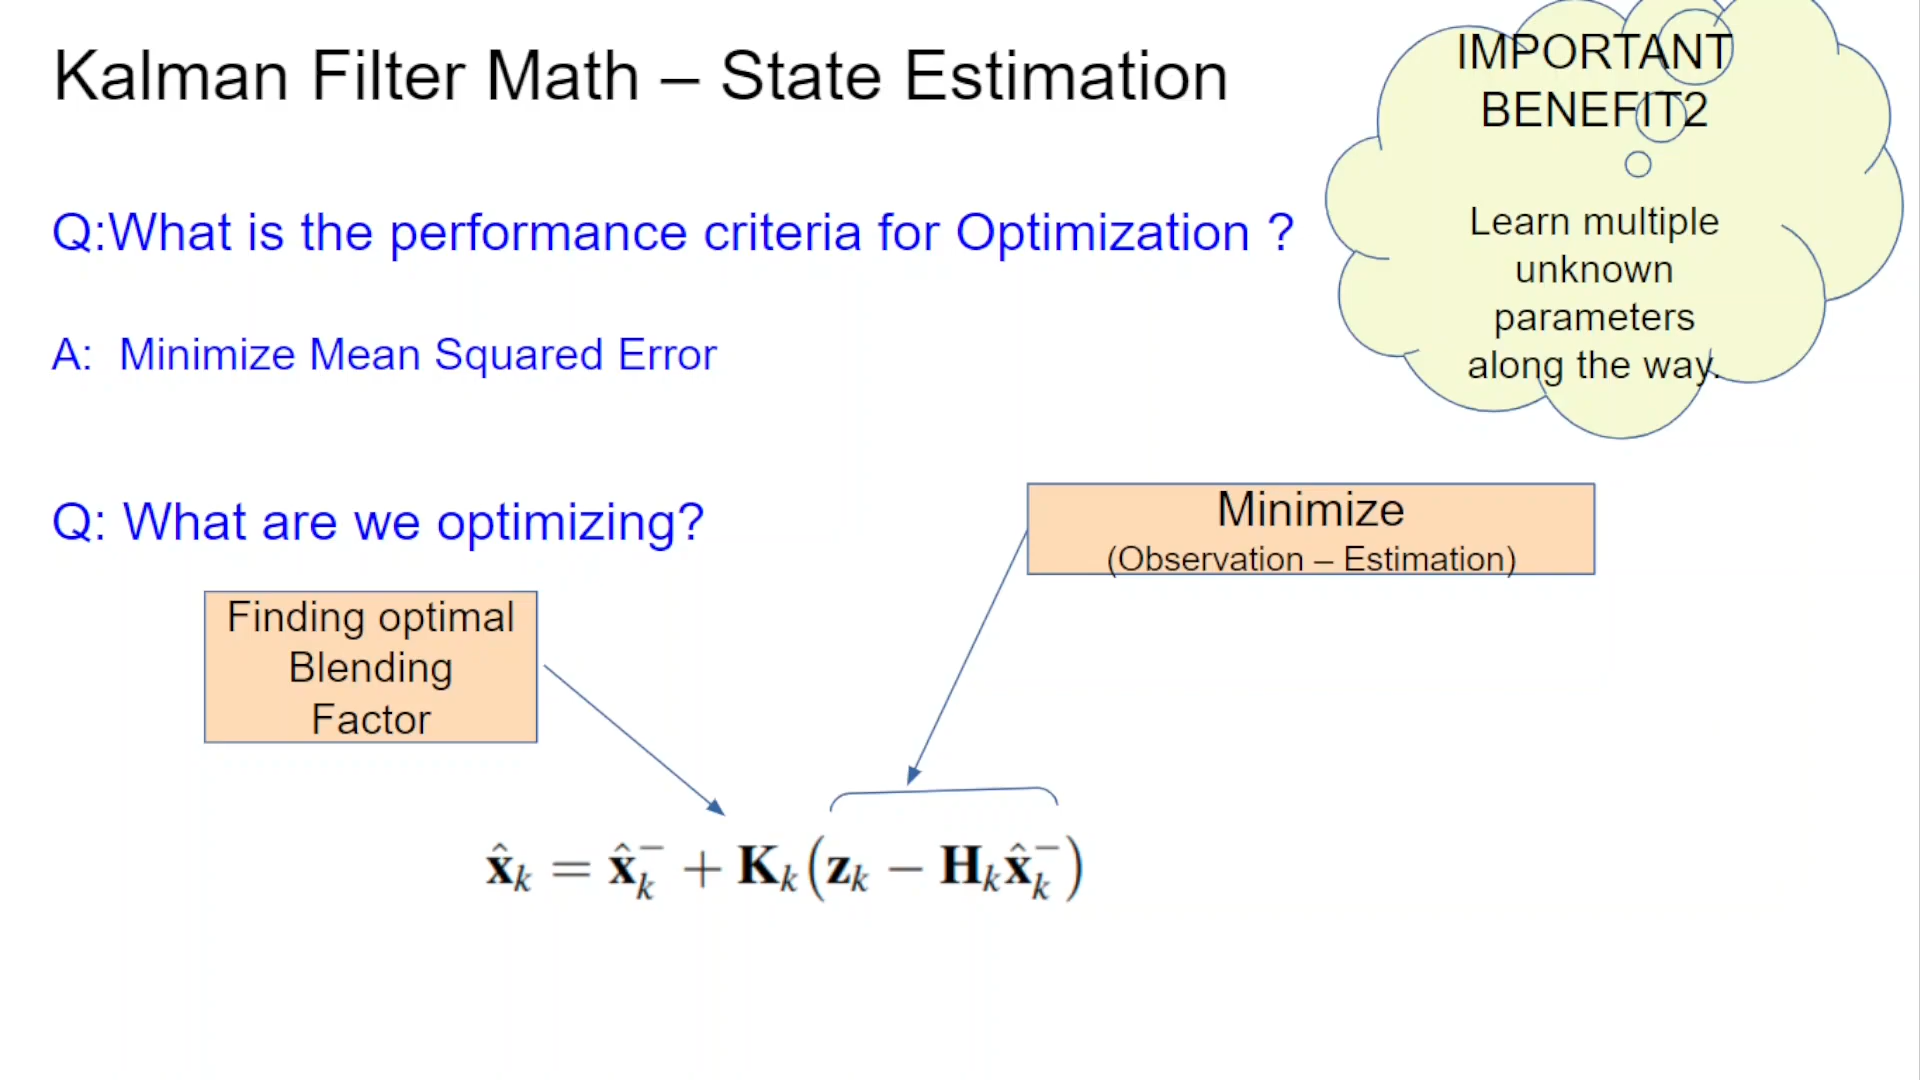 Kalman Filter Math – State Estimation
IMPORTANT
BENEFIT2
Learn multiple
unknown
parameters
along the way.
Q:What is the performance criteria for Optimization ?
A: Minimize Mean Squared Error
Q: What are we optimizing?
Minimize
(Observation – Estimation)
Finding optimal
Blending
Factor
x̂ₖ = x̂ₖ⁻ + Kₖ(zₖ − Hₖx̂ₖ⁻)